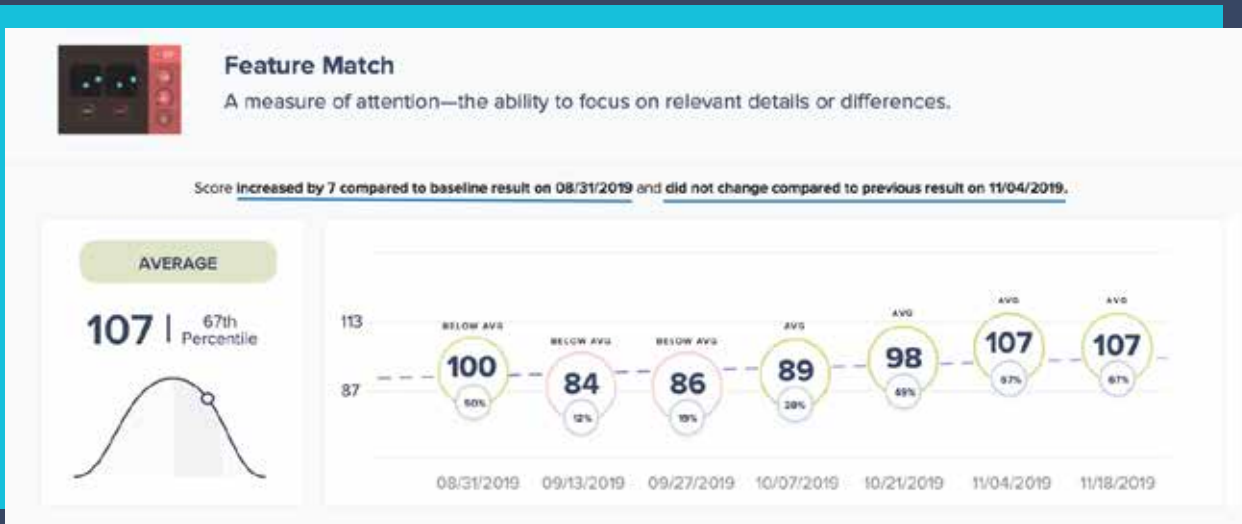 Feature Match
A measure of attention—the ability to focus on relevant details or differences.
Score increased by 7 compared to baseline result on 08/31/2019 and did not change compared to previous result on 11/04/2019.
AVERAGE
107 | 67th Percentile
113
87
BELOW AVG
100
50%
08/31/2019
BELOW AVG
84
12%
09/13/2019
BELOW AVG
86
19%
09/27/2019
AVG
89
10/07/2019
AVG
98
10/21/2019
AVG
107
67%
11/04/2019
AVG
107
67%
11/18/2019